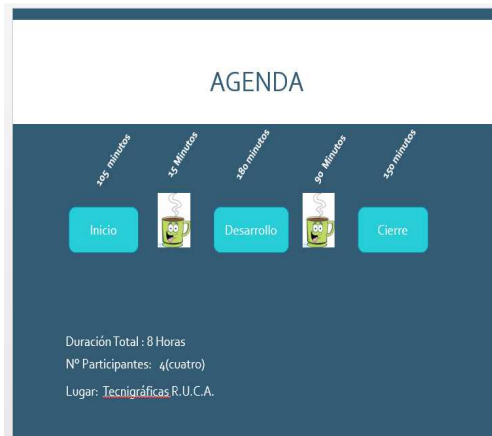 AGENDA
105 minutos
15 Minutos
180 minutos
90 Minutos
150 minutos
Inicio
Desarrollo
Cierre
Duración Total : 8 Horas
Nº Participantes: 4(cuatro)
Lugar: Tecnigráficas R.U.C.A.